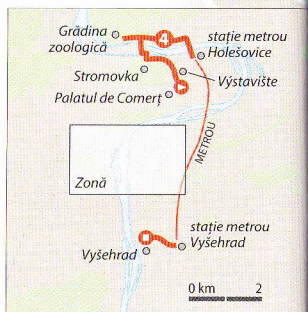 Grădina
zoologică
4
stație metrou
Holešovice
Stromovka
Výstavište
Palatul de Comerț
METROU
Zonă
stație metrou
Vyšehrad
Vyšehrad
0 km 2